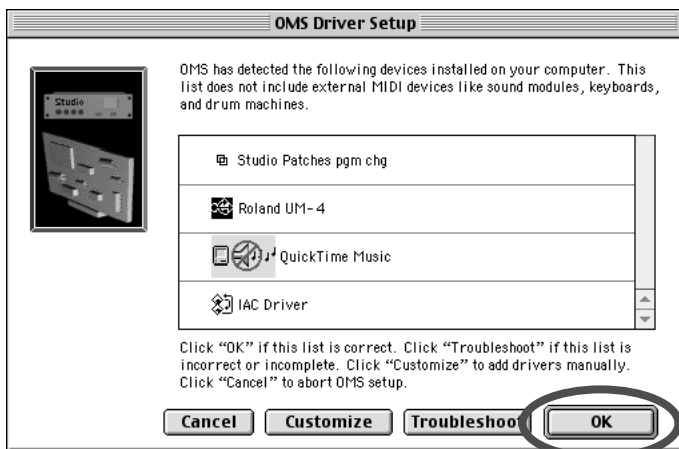 OMS Driver Setup
Studio
OMS has detected the following devices installed on your computer. This
list does not include external MIDI devices like sound modules, keyboards,
and drum machines.
Studio Patches pgm chg
Roland UM-4
QuickTime Music
IAC Driver
Click “OK” if this list is correct. Click “Troubleshoot” if this list is
incorrect or incomplete. Click “Customize” to add drivers manually.
Click “Cancel” to abort OMS setup.
Cancel Customize Troubleshoot OK